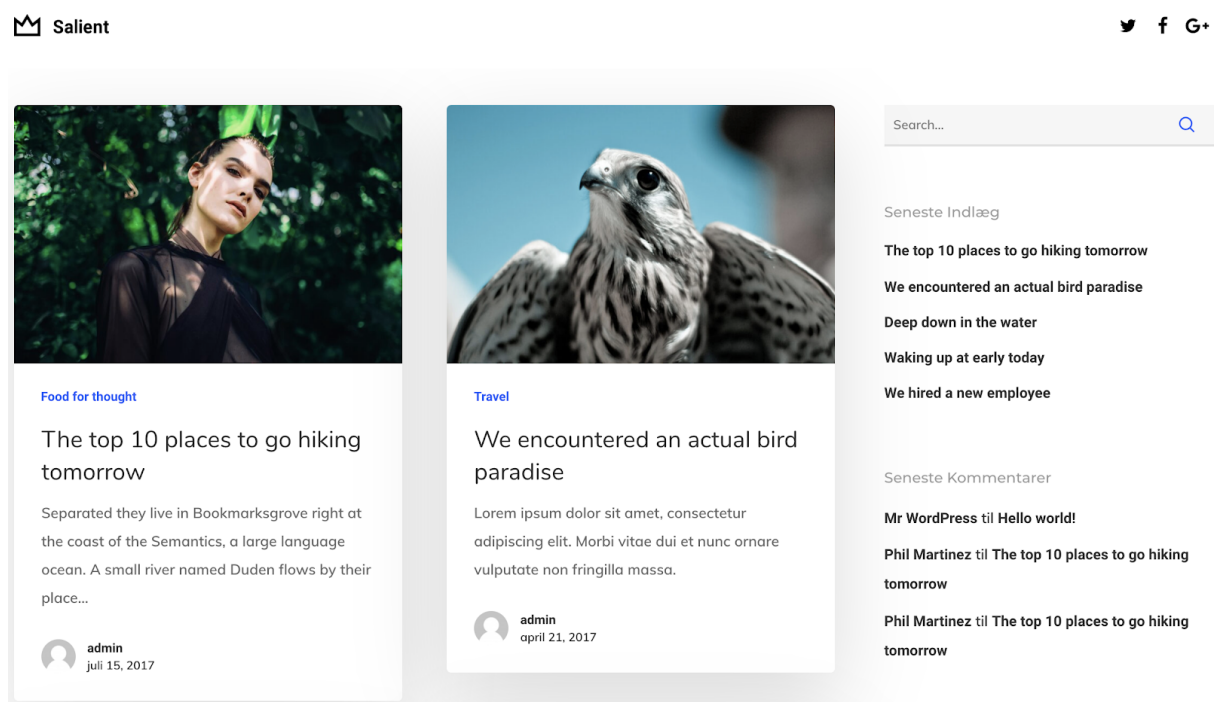 Salient
Food for thought
The top 10 places to go hiking
tomorrow
Separated they live in Bookmarksgrove right at
the coast of the Semantics, a large language
ocean. A small river named Duden flows by their
place...
admin
juli 15, 2017
Travel
We encountered an actual bird
paradise
Lorem ipsum dolor sit amet, consectetur
adipiscing elit. Morbi vitae dui et nunc ornare
vulputate non fringilla massa.
admin
april 21, 2017
Search...
Seneste Indlæg
The top 10 places to go hiking tomorrow
We encountered an actual bird paradise
Deep down in the water
Waking up at early today
We hired a new employee
Seneste Kommentarer
Mr WordPress til Hello world!
Phil Martinez til The top 10 places to go hiking
tomorrow
Phil Martinez til The top 10 places to go hiking
tomorrow